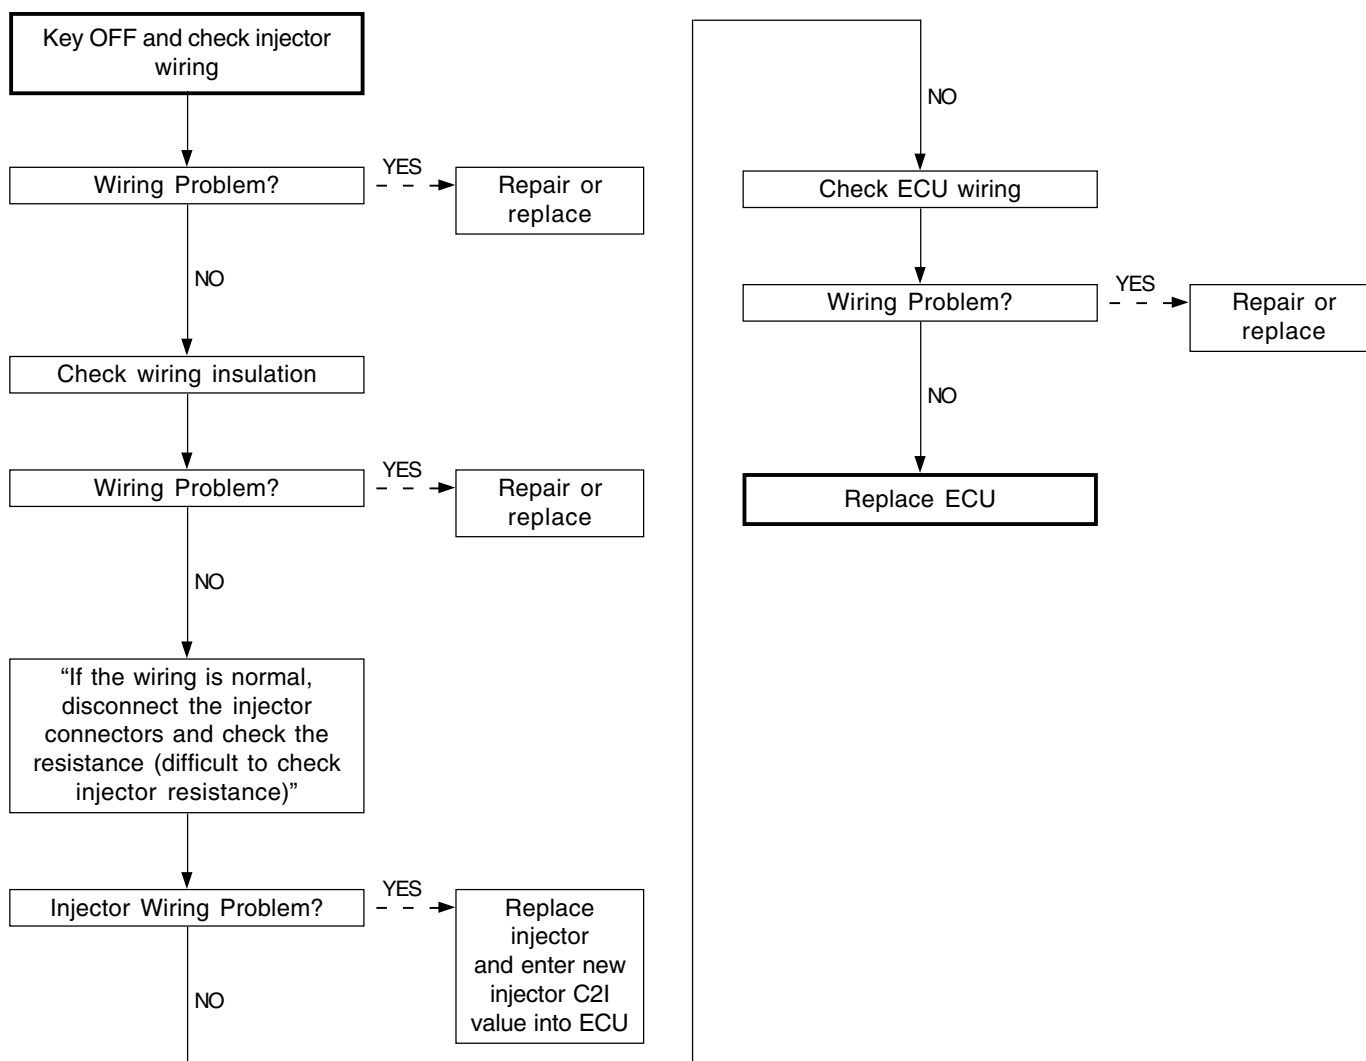 Key OFF and check injector
wiring
Wiring Problem?
YES
Repair or
replace
NO
Check wiring insulation
Wiring Problem?
YES
Repair or
replace
NO
“If the wiring is normal,
disconnect the injector
connectors and check the
resistance (difficult to check
injector resistance)”
Injector Wiring Problem?
YES
Replace
injector
and enter new
injector C2I
value into ECU
NO
NO
Check ECU wiring
Wiring Problem?
YES
Repair or
replace
NO
Replace ECU